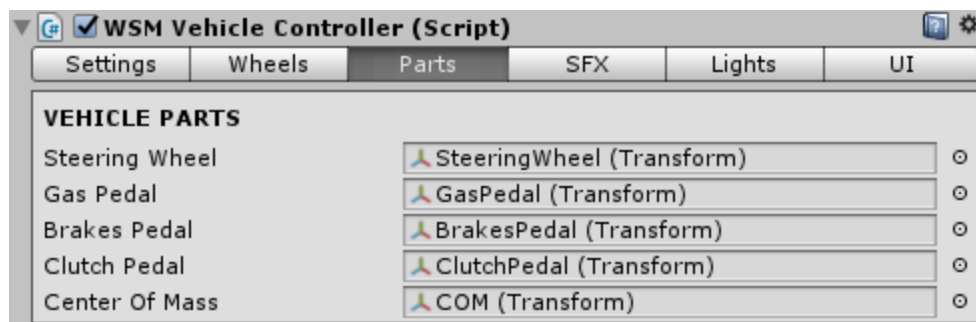 WSM Vehicle Controller (Script)
Settings Wheels Parts SFX Lights UI
VEHICLE PARTS
Steering Wheel SteeringWheel (Transform)
Gas Pedal GasPedal (Transform)
Brakes Pedal BrakesPedal (Transform)
Clutch Pedal ClutchPedal (Transform)
Center Of Mass COM (Transform)